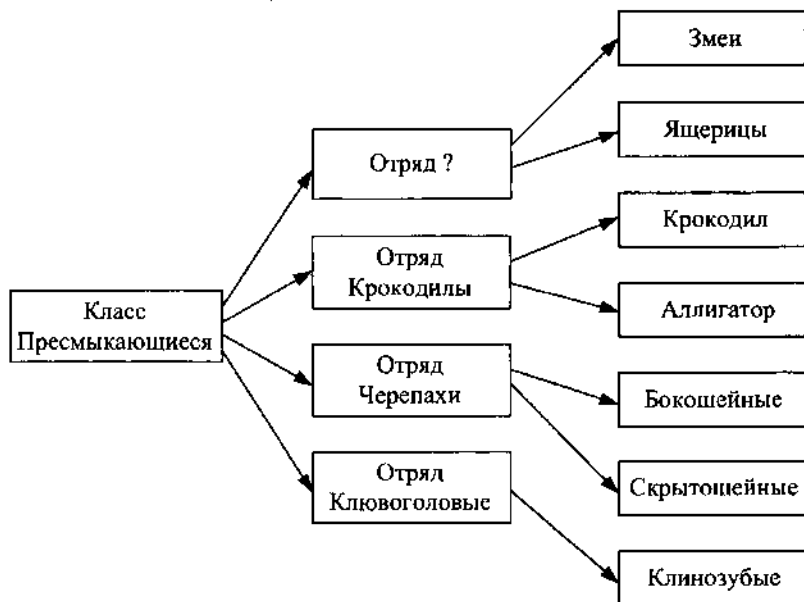 Змеи
Ящерицы
Отряд ?
Крокодил
Отряд
Крокодилы
Аллигатор
Класс
Пресмыкающиеся
Отряд
Черепахи
Бокошейные
Скрытошейные
Отряд
Клювоголовые
Клинозубые